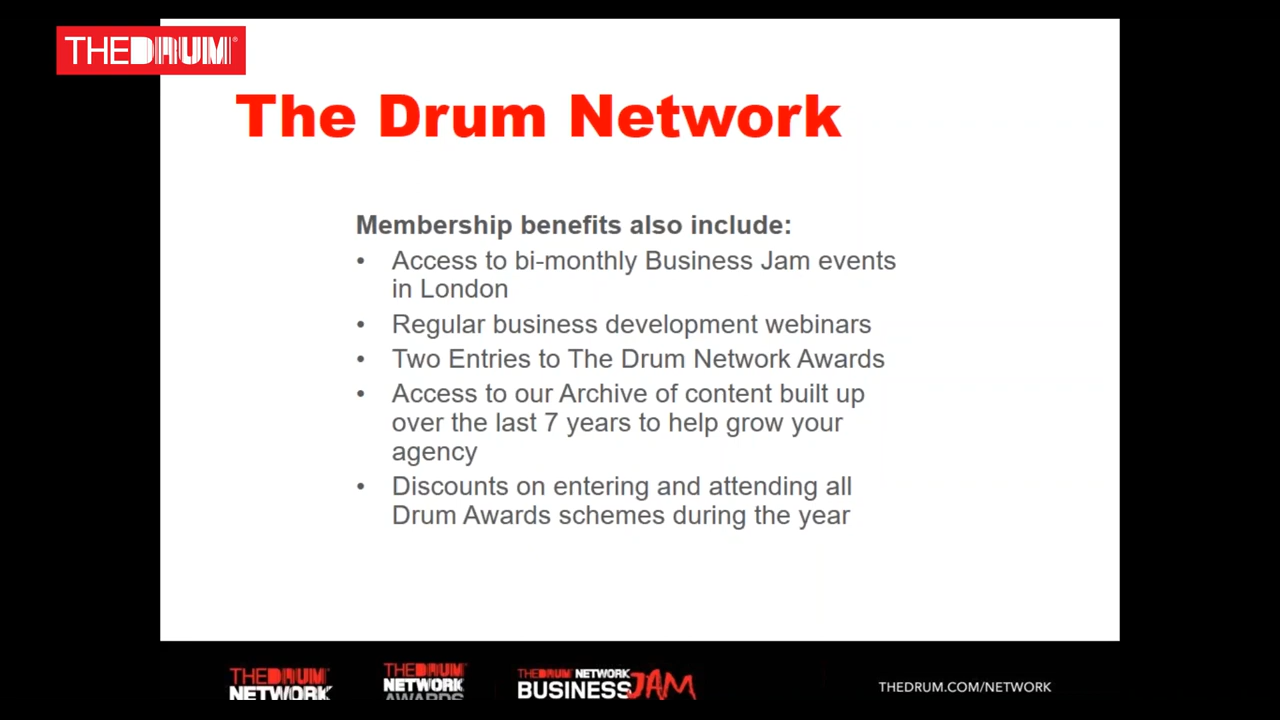 THEDRUM®
The Drum Network
Membership benefits also include:
• Access to bi-monthly Business Jam events
in London
• Regular business development webinars
• Two Entries to The Drum Network Awards
• Access to our Archive of content built up
over the last 7 years to help grow your
agency
• Discounts on entering and attending all
Drum Awards schemes during the year
THEDRUM
NETWORK
THEDRUM
NETWORK
AWARDS
THEDRUM NETWORK
BUSINESSJAM
THEDRUM.COM/NETWORK